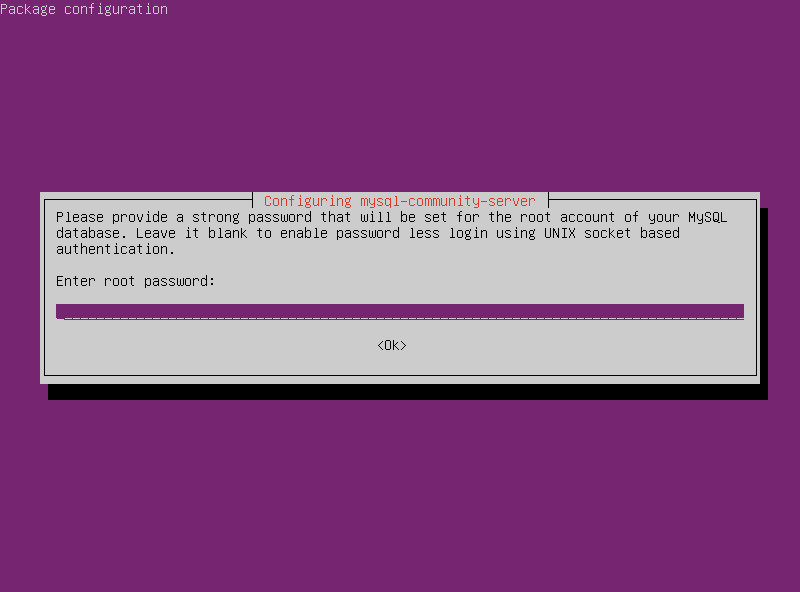 Package configuration
Configuring mysql-community-server
Please provide a strong password that will be set for the root account of your MySQL
database. Leave it blank to enable password less login using UNIX socket based
authentication.
Enter root password:
<Ok>